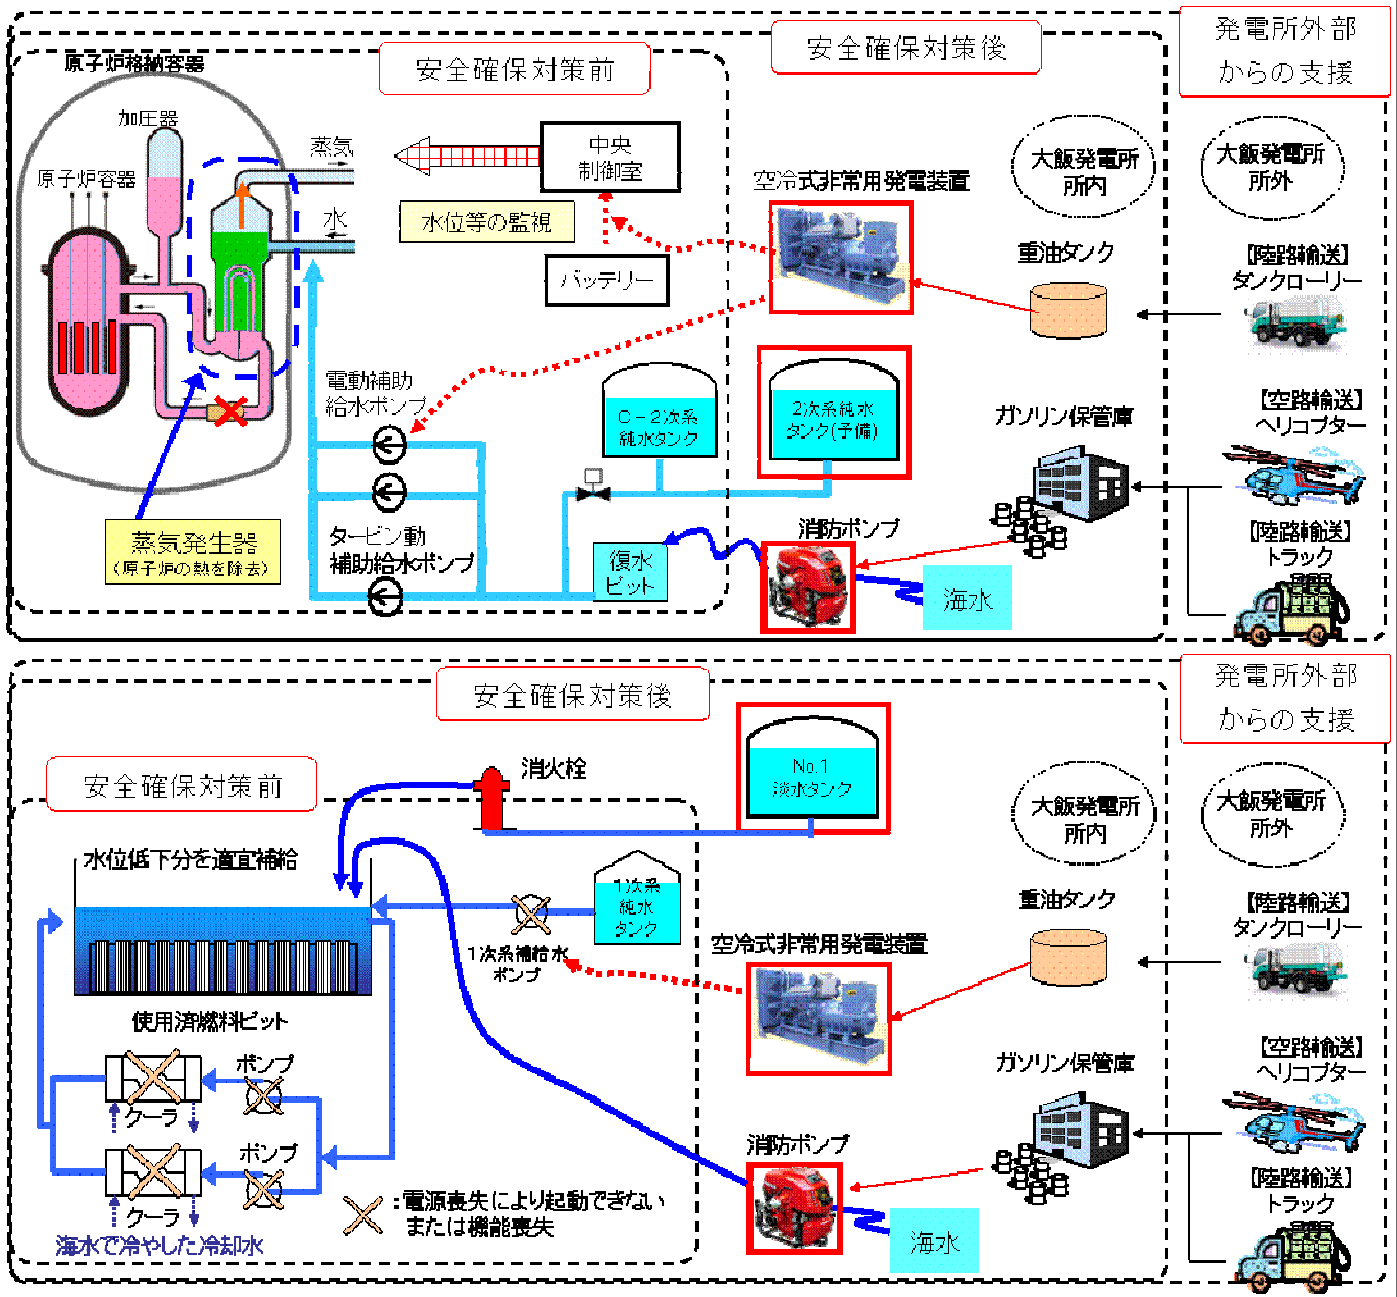 発電所外部
からの支援
安全確保対策後
安全確保対策前
原子炉格納容器
加圧器
蒸気
中央
制御室
大飯発電所
所内
大飯発電所
所外
原子炉容器
空冷式非常用発電装置
水
水位等の監視
重油タンク
【陸路輸送】
タンクローリー
バッテリー
電動補助
給水ポンプ
C－2次系
純水タンク
2次系純水
タンク(予備)
ガソリン保管庫
【空路輸送】
ヘリコプター
蒸気発生器
(原子炉の熱を除去)
タービン動
補助給水ポンプ
復水
ピット
消防ポンプ
海水
【陸路輸送】
トラック
発電所外部
からの支援
安全確保対策後
安全確保対策前
消火栓
No.1
淡水タンク
大飯発電所
所内
大飯発電所
所外
水位低下分を適宜補給
1次系
純水
タンク
1次系補給水
ポンプ
空冷式非常用発電装置
重油タンク
【陸路輸送】
タンクローリー
使用済燃料ピット
ポンプ
クーラ
ポンプ
クーラ
海水で冷やした冷却水
：電源喪失により起動できない
または機能喪失
消防ポンプ
海水
ガソリン保管庫
【空路輸送】
ヘリコプター
【陸路輸送】
トラック